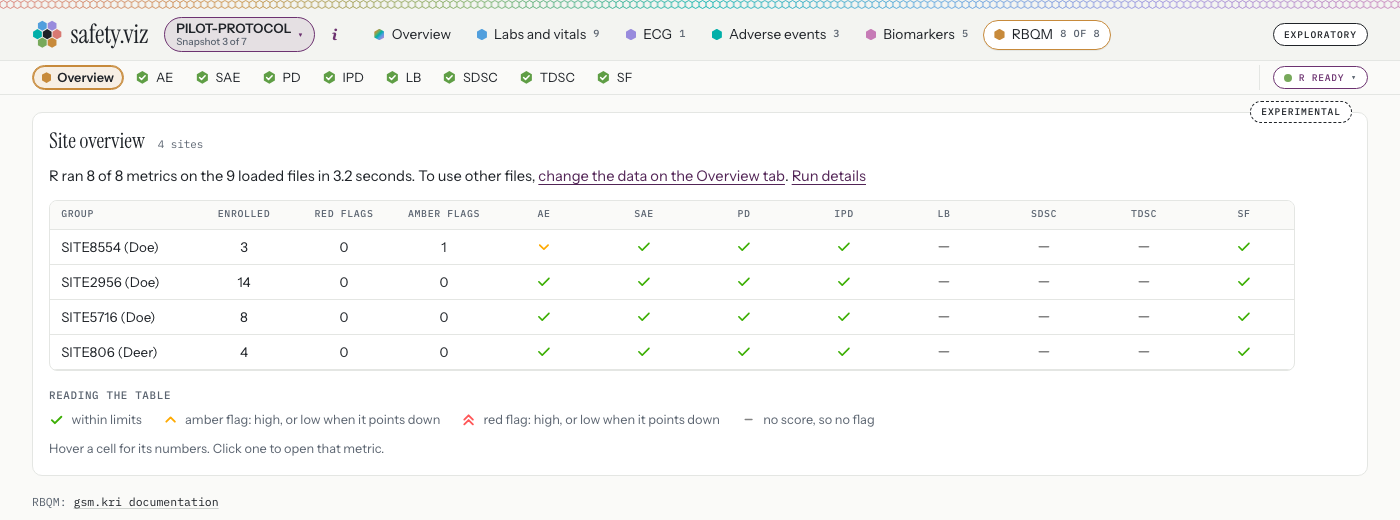 safety.viz
PILOT-PROTOCOL
Snapshot 3 of 7
i
Overview
Labs and vitals 9
ECG 1
Adverse events 3
Biomarkers 5
RBQM 8 OF 8
EXPLORATORY
Overview
AE
SAE
PD
IPD
LB
SDSC
TDSC
SF
R READY
EXPERIMENTAL
Site overview 4 sites
R ran 8 of 8 metrics on the 9 loaded files in 3.2 seconds. To use other files, change the data on the Overview tab. Run details
GROUP ENROLLED RED FLAGS AMBER FLAGS AE SAE PD IPD LB SDSC TDSC SF
SITE8554 (Doe) 3 0 1 — — —
SITE2956 (Doe) 14 0 0 — — —
SITE5716 (Doe) 8 0 0 — — —
SITE806 (Deer) 4 0 0 — — —
READING THE TABLE
within limits amber flag: high, or low when it points down red flag: high, or low when it points down — no score, so no flag
Hover a cell for its numbers. Click one to open that metric.
RBQM: gsm.kri documentation